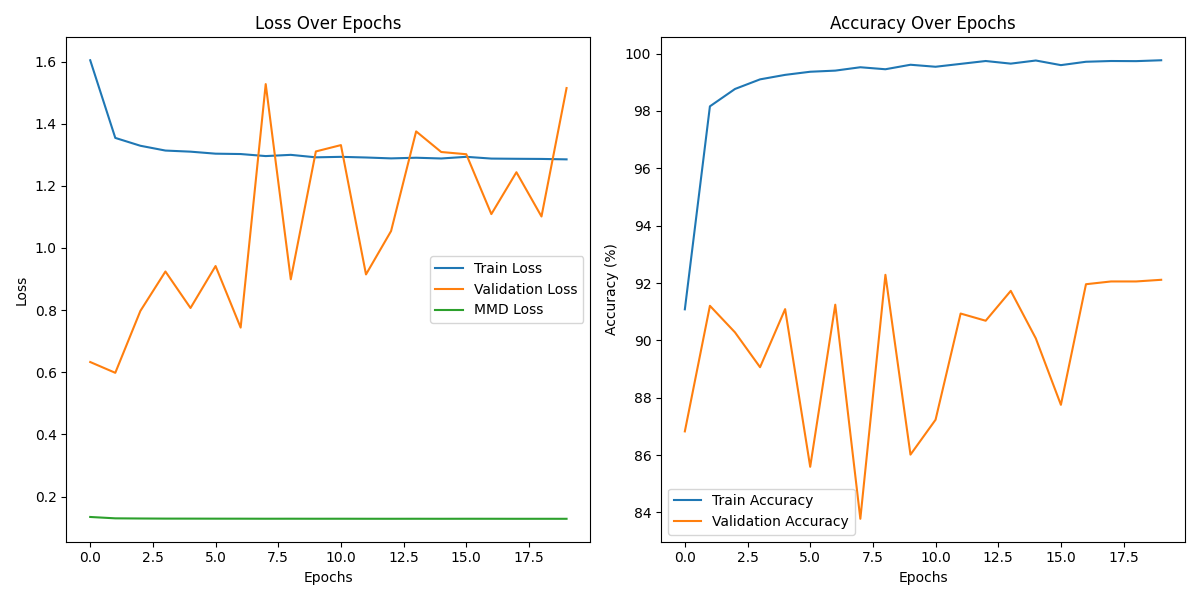 Loss Over Epochs
1.6
1.4
1.2
1.0
0.8
0.6
0.4
0.2
Loss
Train Loss
Validation Loss
MMD Loss
0.0 2.5 5.0 7.5 10.0 12.5 15.0 17.5
Epochs
Accuracy Over Epochs
100
98
96
94
92
90
88
86
84
Accuracy (%)
Train Accuracy
Validation Accuracy
0.0 2.5 5.0 7.5 10.0 12.5 15.0 17.5
Epochs